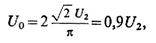 U₀ = 2 √2 U₂ / π = 0,9U₂,